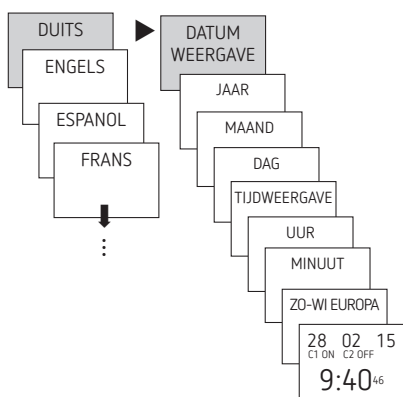 DUITS
ENGELS
ESPANOL
FRANS
DATUM
WEERGAVE
JAAR
MAAND
DAG
TIJDWEERGAVE
UUR
MINUUT
ZO-WI EUROPA
28 02 15
C1 ON C2 OFF
9:40 46